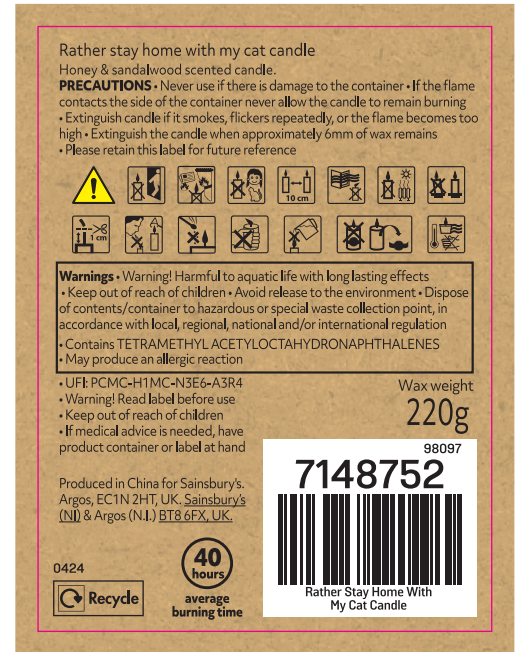 Rather stay home with my cat candle
Honey & sandalwood scented candle.
PRECAUTIONS • Never use if there is damage to the container • If the flame
contacts the side of the container never allow the candle to remain burning
• Extinguish candle if it smokes, flickers repeatedly, or the flame becomes too
high • Extinguish the candle when approximately 6mm of wax remains
• Please retain this label for future reference
10 cm
1 cm
Warnings • Warning! Harmful to aquatic life with long lasting effects
• Keep out of reach of children • Avoid release to the environment • Dispose
of contents/container to hazardous or special waste collection point, in
accordance with local, regional, national and/or international regulation
• Contains TETRAMETHYL ACETYLOCTAHYDRONAPHTHALENES
• May produce an allergic reaction
• UFI: PCMC-H1MC-N3E6-A3R4
• Warning! Read label before use
• Keep out of reach of children
• If medical advice is needed, have
product container or label at hand
Wax weight
220g
98097
7148752
Rather Stay Home With
My Cat Candle
Produced in China for Sainsbury's.
Argos, EC1N 2HT, UK. Sainsbury's
(NI) & Argos (N.I.) BT8 6FX, UK.
0424
Recycle
40
hours
average
burning time